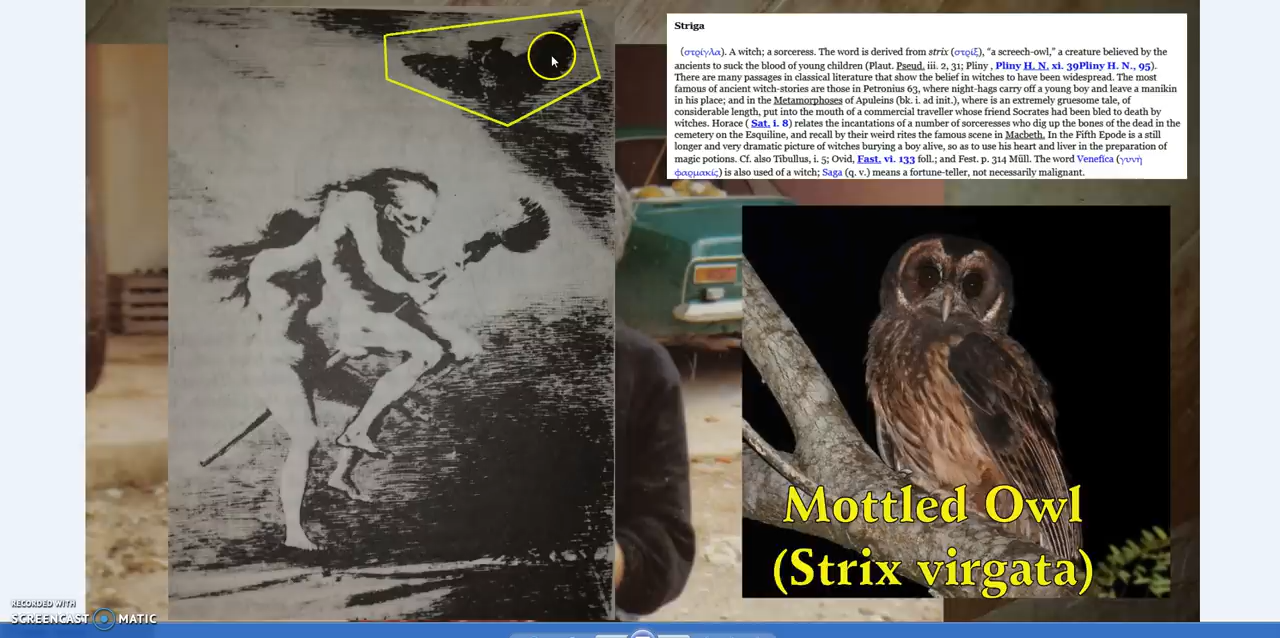 Striga
(στρίγλα). A witch; a sorceress. The word is derived from strix (στρίξ), "a screech-owl," a creature believed by the
ancients to suck the blood of young children (Plaut. Pseud. iii. 2, 31; Pliny , Pliny H. N. xi. 39Pliny H. N., 95).
There are many passages in classical literature that show the belief in witches to have been widespread. The most
famous of ancient witch-stories are those in Petronius 63, where night-hags carry off a young boy and leave a manikin
in his place; and in the Metamorphoses of Apuleius (bk. i. ad init.), where is an extremely gruesome tale, of
considerable length, put into the mouth of a commercial traveller whose friend Socrates had been bled to death by
witches. Horace ( Sat. i. 8) relates the incantations of a number of sorceresses who dig up the bones of the dead in the
cemetery on the Esquiline, and recall by their weird rites the famous scene in Macbeth. In the Fifth Epode is a still
longer and very dramatic picture of witches burying a boy alive, so as to use his heart and liver in the preparation of
magic potions. Cf. also Tibullus, i. 5; Ovid, Fast. vi. 133 foll.; and Fest. p. 314 Müll. The word Venefica (γυνὴ
φαρμακίς) is also used of a witch; Saga (q. v.) means a fortune-teller, not necessarily malignant.
Mottled Owl
(Strix virgata)
RECORDED WITH
SCREENCAST MATIC